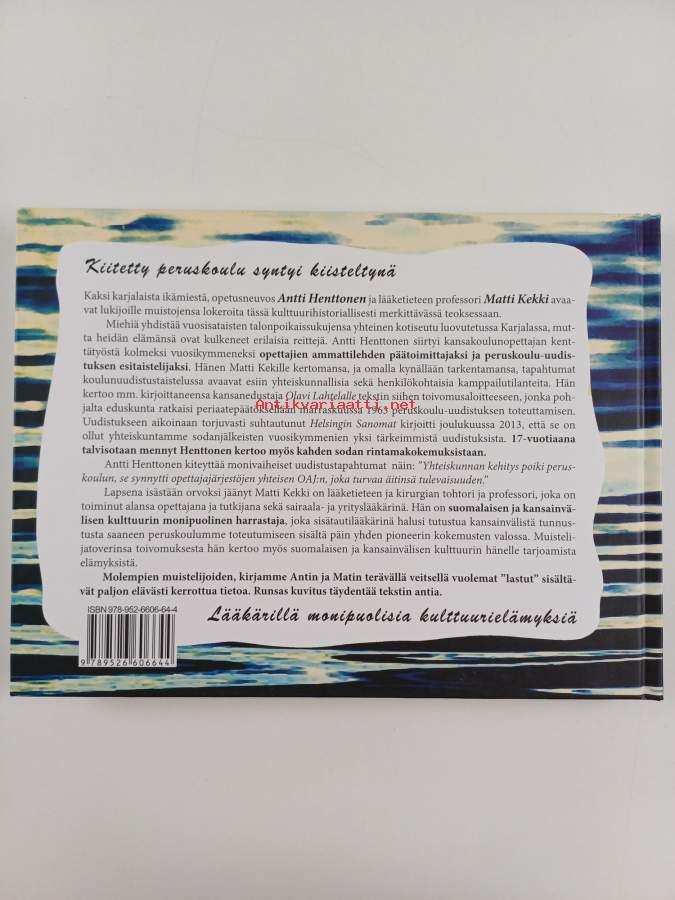 Kiitetty peruskoulu syntyi kiisteltynä
Kaksi karjalaista ikämiestä, opetusneuvos Antti Henttonen ja lääketieteen professori Matti Kekki avaa-
vat lukijoille muistojensa lokeroita tässä kulttuurihistoriallisesti merkittävässä teoksessaan.
Miehiä yhdistää vuosisataisten talonpoikaissukujensa yhteinen kotiseutu luovutetussa Karjalassa, mut-
ta heidän elämänsä ovat kulkeneet erilaisia reittejä. Antti Henttonen siirtyi kansakoulunopettajan kent-
tätyöstä kolmeksi vuosikymmeneksi opettajien ammattilehden päätoimittajaksi ja peruskoulu-uudis-
tuksen esitaistelijaksi. Hänen Matti Kekille kertomansa, ja omalla kynällään tarkentamansa, tapahtumat
koulunuudistustaistelussa avaavat esiin yhteiskunnallisia sekä henkilökohtaisia kamppailutilanteita. Hän
kertoo mm. kirjoittaneensa kansanedustaja Olavi Lahtelalle tekstin siihen toivomusaloitteeseen, jonka poh-
Antikvariaatti.net
jalta eduskunta ratkaisi periaatepäätöksellään marraskuussa 1963 peruskoulu-uudistuksen toteuttamisen.
Uudistukseen aikoinaan torjuvasti suhtautunut Helsingin Sanomat kirjoitti joulukuussa 2013, että se on
ollut yhteiskuntamme sodanjälkeisten vuosikymmenien yksi tärkeimmistä uudistuksista. 17-vuotiaana
talvisotaan mennyt Henttonen kertoo myös kahden sodan rintamakokemuksistaan.
Antti Henttonen kiteyttää monivaiheiset uudistustapahtumat näin: "Yhteiskunnan kehitys poiki perus-
koulun, se synnytti opettajajärjestöjen yhteisen OAJ:n, joka turvaa äitinsä tulevaisuuden."
Lapsena isästään orvoksi jäänyt Matti Kekki on lääketieteen ja kirurgian tohtori ja professori, joka on
toiminut alansa opettajana ja tutkijana sekä sairaala- ja yrityslääkärinä. Hän on suomalaisen ja kansainvä-
lisen kulttuurin monipuolinen harrastaja, joka sisätautilääkärinä halusi tutustua kansainvälistä tunnus-
tusta saaneen peruskoulumme toteutumiseen sisältä päin yhden pioneerin kokemusten valossa. Muisteli-
jatoverinsa toivomuksesta hän kertoo myös suomalaisen ja kansainvälisen kulttuurin hänelle tarjoamista
elämyksistä.
Molempien muistelijoiden, kirjamme Antin ja Matin terävällä veitsellä vuolemat "lastut" sisältä-
vät paljon elävästi kerrottua tietoa. Runsas kuvitus täydentää tekstin antia.
ISBN 978-952-6606-64-4
9 789526 606644
Lääkärillä monipuolisia kulttuurielämyksiä